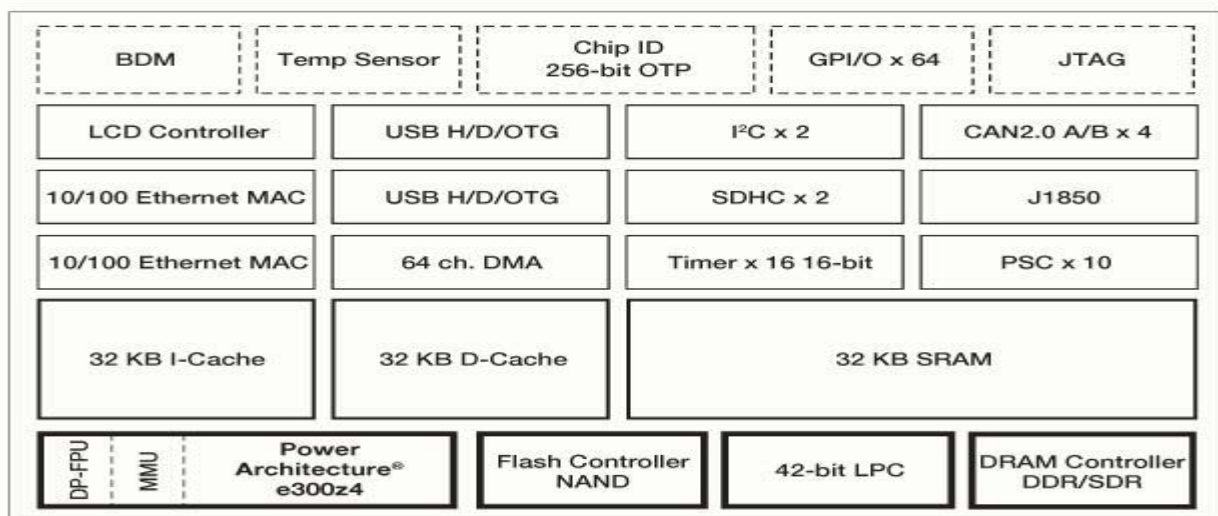 BDM
Temp Sensor
Chip ID
256-bit OTP
GPI/O x 64
JTAG
LCD Controller
USB H/D/OTG
I²C x 2
CAN2.0 A/B x 4
10/100 Ethernet MAC
USB H/D/OTG
SDHC x 2
J1850
10/100 Ethernet MAC
64 ch. DMA
Timer x 16 16-bit
PSC x 10
32 KB I-Cache
32 KB D-Cache
32 KB SRAM
DP-FPU
MMU
Power
Architecture®
e300z4
Flash Controller
NAND
42-bit LPC
DRAM Controller
DDR/SDR